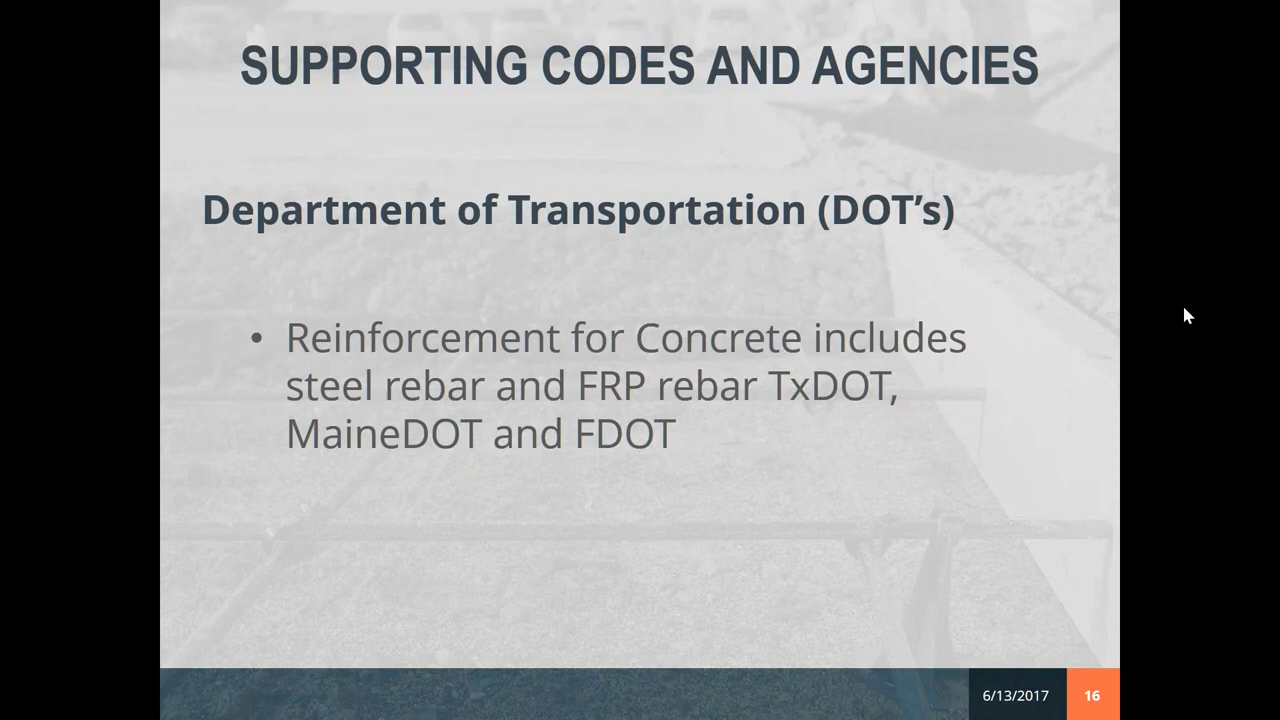 SUPPORTING CODES AND AGENCIES
Department of Transportation (DOT’s)
• Reinforcement for Concrete includes
steel rebar and FRP rebar TxDOT,
MaineDOT and FDOT
6/13/2017
16